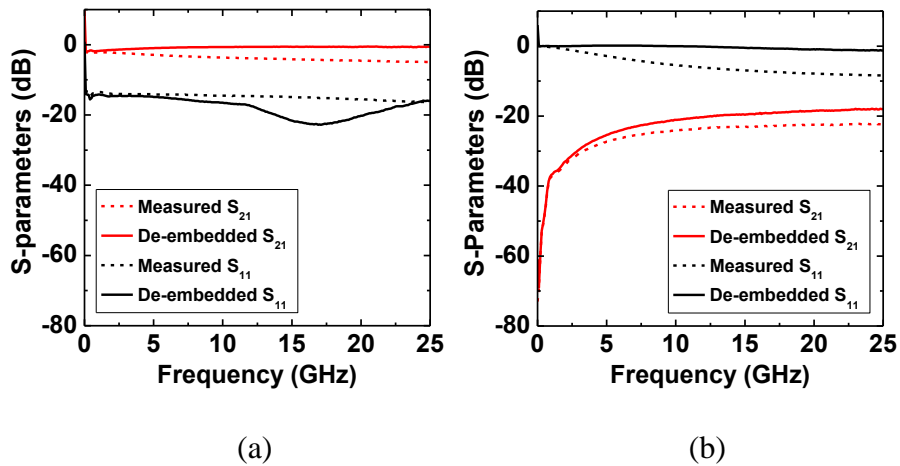 S-parameters (dB)
0
-20
-40
-60
-80
Measured S21
De-embedded S21
Measured S11
De-embedded S11
0 5 10 15 20 25
Frequency (GHz)
(a)
S-Parameters (dB)
0
-20
-40
-60
-80
Measured S21
De-embedded S21
Measured S11
De-embedded S11
0 5 10 15 20 25
Frequency (GHz)
(b)